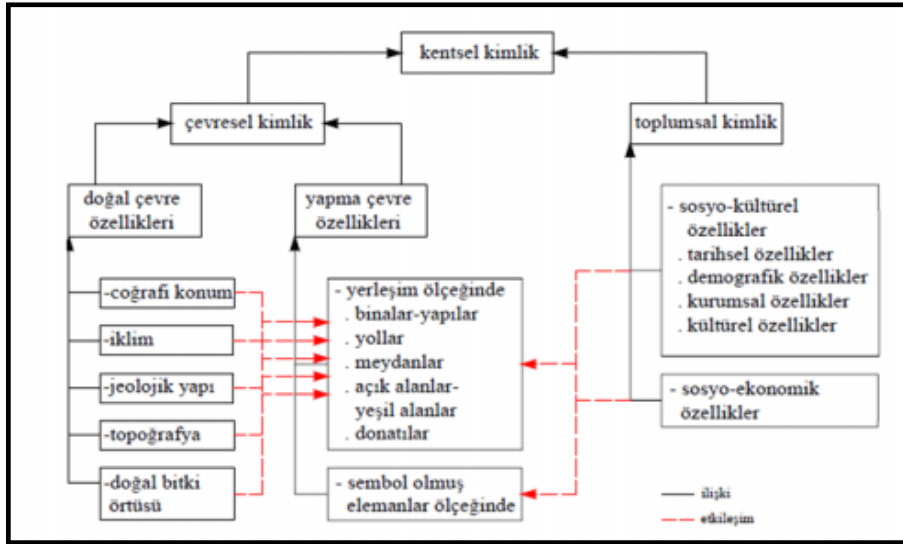 kentsel kimlik
çevresel kimlik
toplumsal kimlik
doğal çevre
özellikleri
yapma çevre
özellikleri
-coğrafi konum
-iklim
-jeolojik yapı
-topoğrafya
-doğal bitki
örtüsü
- yerleşim ölçeğinde
. binalar-yapılar
. yollar
. meydanlar
. açık alanlar-
yeşil alanlar
. donatılar
- sembol olmuş
elemanlar ölçeğinde
- sosyo-kültürel
özellikler
. tarihsel özellikler
. demografik özellikler
. kurumsal özellikler
. kültürel özellikler
- sosyo-ekonomik
özellikler
ilişki
etkileşim